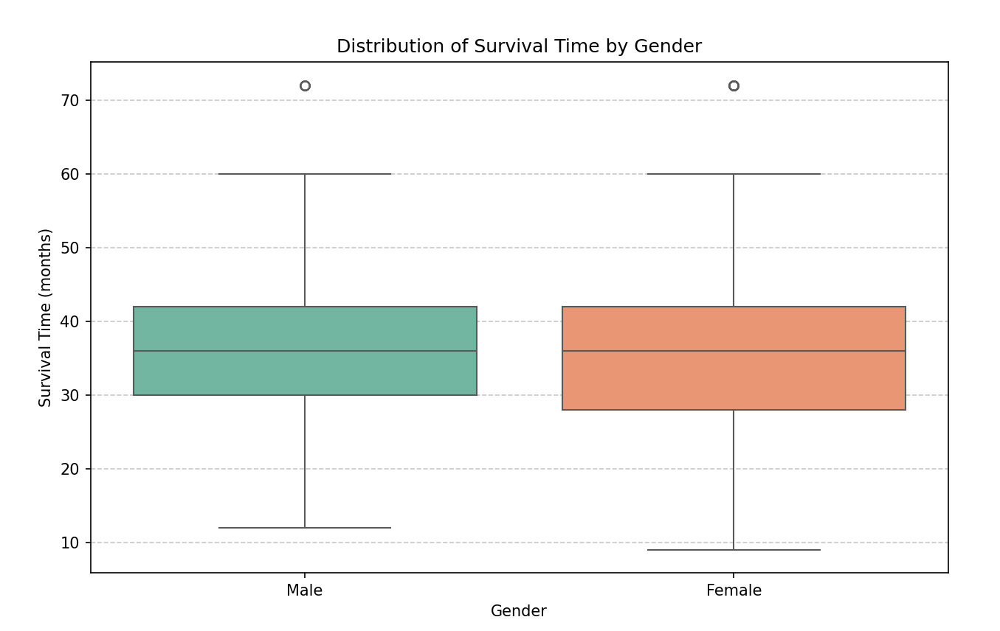 Distribution of Survival Time by Gender
Survival Time (months)
70
60
50
40
30
20
10
Male Female
Gender